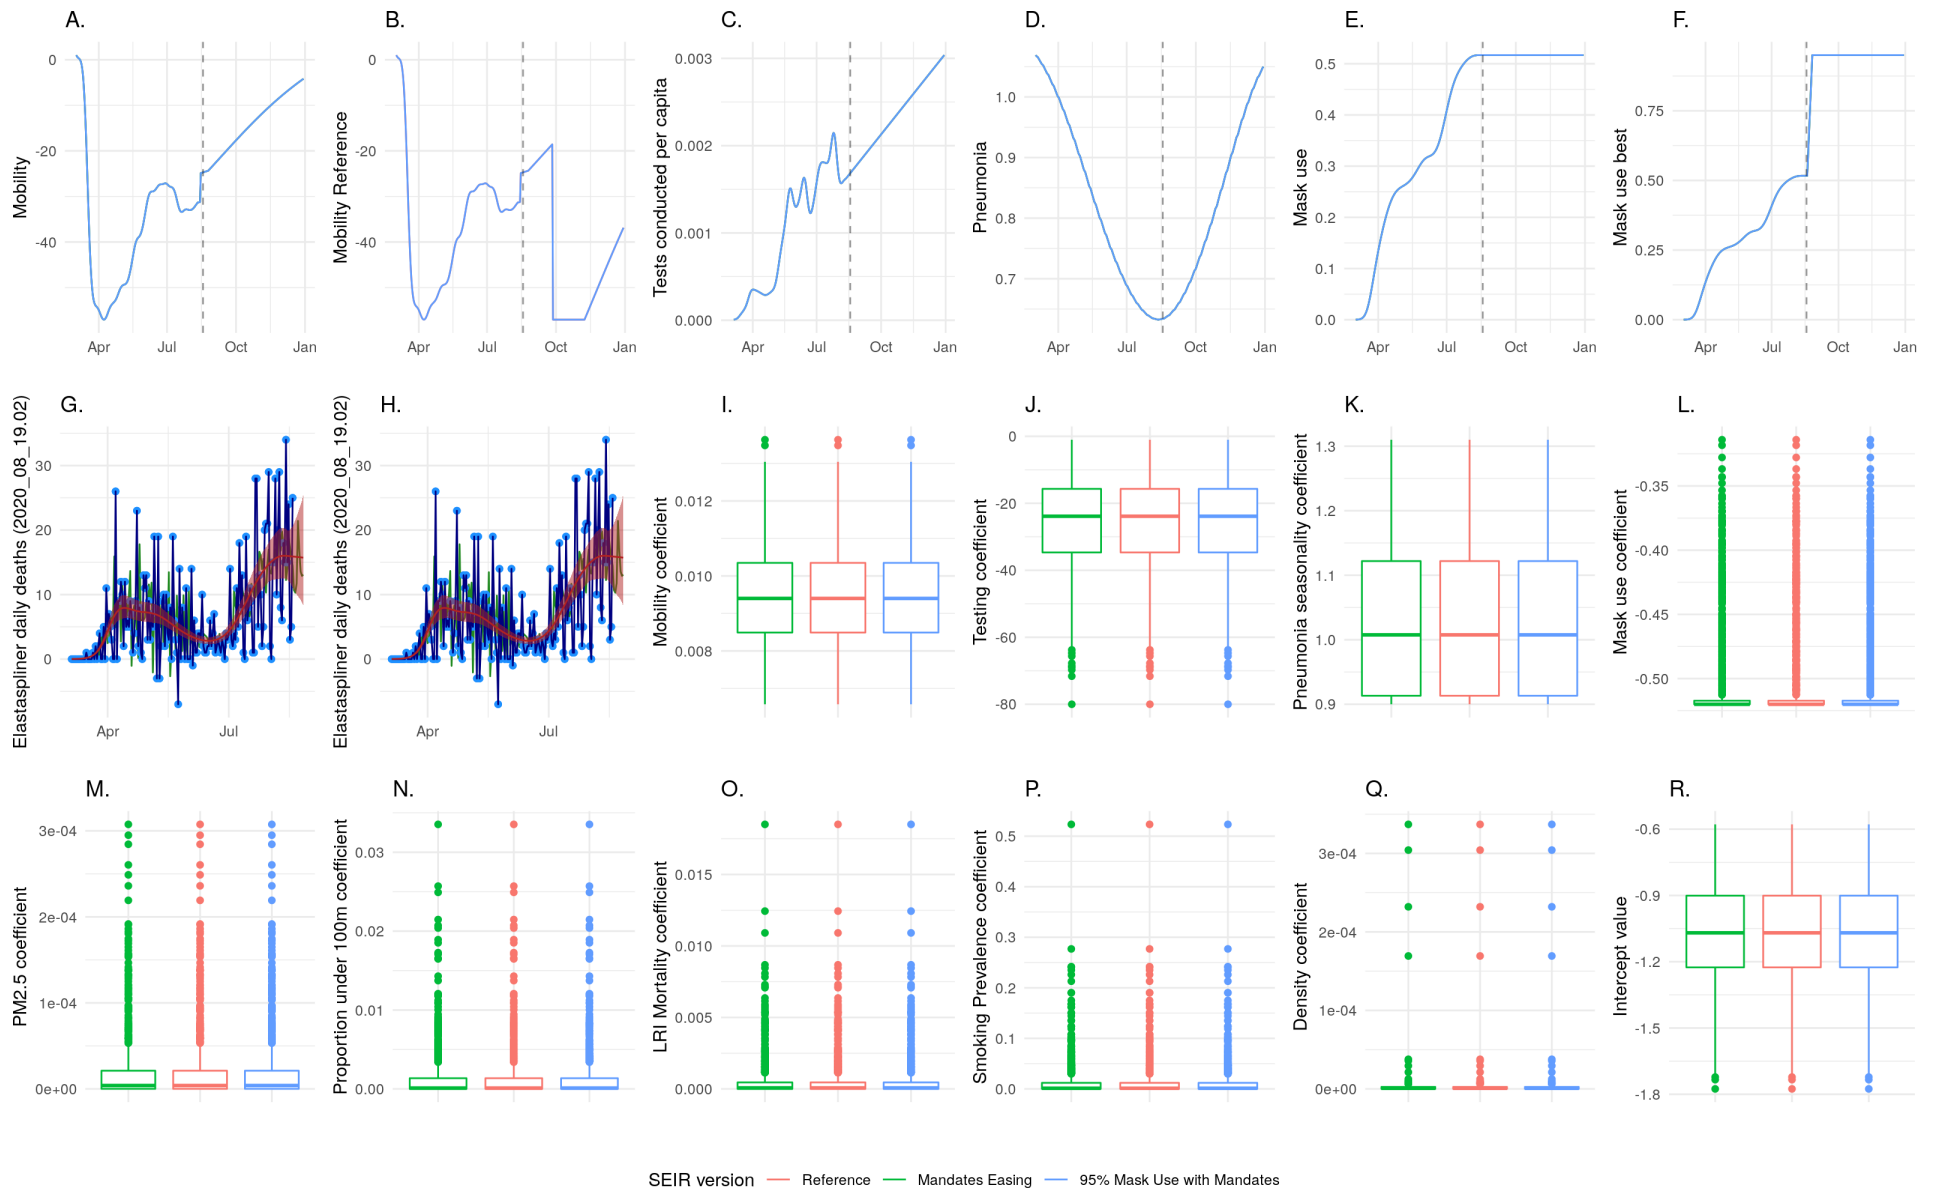 A.
B.
C.
D.
E.
F.
Mobility
0
-20
-40
Apr Jul Oct Jan
Mobility Reference
0
-20
-40
Apr Jul Oct Jan
Tests conducted per capita
0.003
0.002
0.001
0.000
Apr Jul Oct Jan
Pneumonia
1.0
0.9
0.8
0.7
Apr Jul Oct Jan
Mask use
0.5
0.4
0.3
0.2
0.1
0.0
Apr Jul Oct Jan
Mask use best
0.75
0.50
0.25
0.00
Apr Jul Oct Jan
G.
H.
I.
J.
K.
L.
Elastaspliner daily deaths (2020_08_19.02)
30
20
10
0
Apr Jul
Elastaspliner daily deaths (2020_08_19.02)
30
20
10
0
Apr Jul
Mobility coefficient
0.012
0.010
0.008
Testing coefficient
0
-20
-40
-60
-80
Pneumonia seasonality coefficient
1.3
1.2
1.1
1.0
0.9
Mask use coefficient
-0.35
-0.40
-0.45
-0.50
M.
N.
O.
P.
Q.
R.
PM2.5 coefficient
3e-04
2e-04
1e-04
0e+00
Proportion under 100m coefficient
0.03
0.02
0.01
0.00
LRI Mortality coefficient
0.015
0.010
0.005
0.000
Smoking Prevalence coefficient
0.5
0.4
0.3
0.2
0.1
0.0
Density coefficient
3e-04
2e-04
1e-04
0e+00
Intercept value
-0.6
-0.9
-1.2
-1.5
-1.8
SEIR version Reference Mandates Easing 95% Mask Use with Mandates